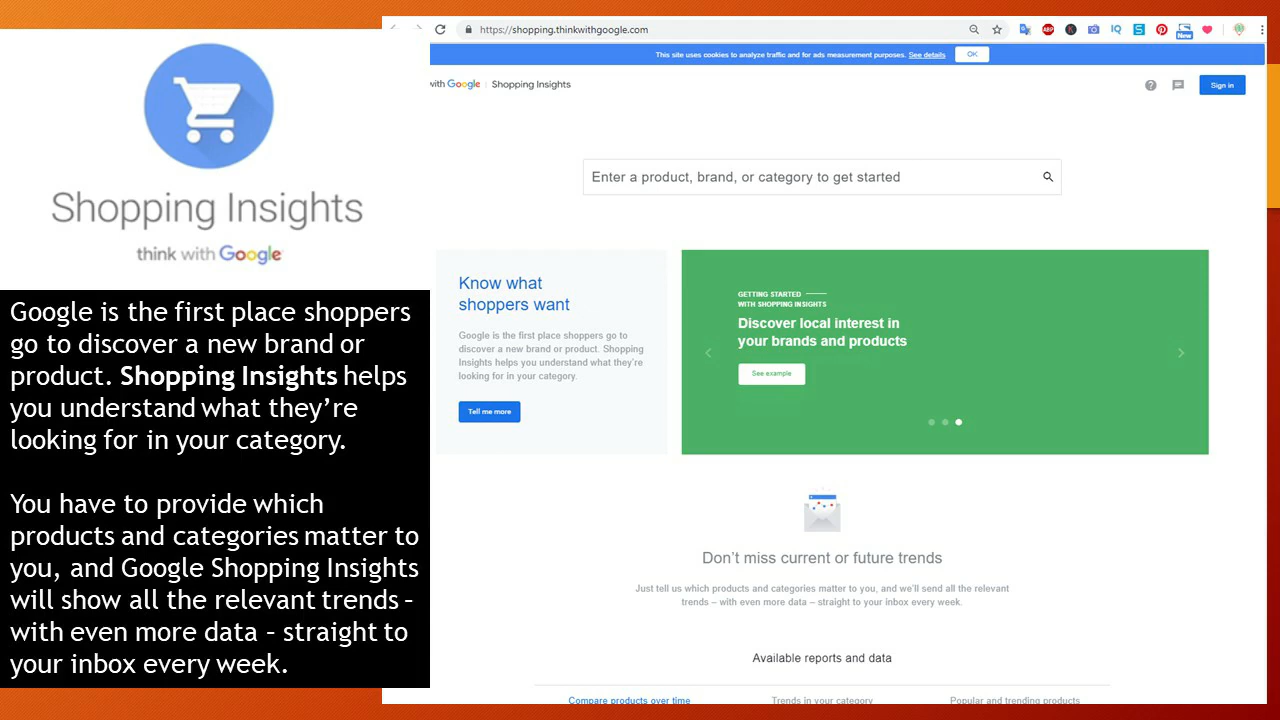 Shopping Insights
think with Google
Google is the first place shoppers
go to discover a new brand or
product. Shopping Insights helps
you understand what they're
looking for in your category.
You have to provide which
products and categories matter to
you, and Google Shopping Insights
will show all the relevant trends –
with even more data – straight to
your inbox every week.
https://shopping.thinkwithgoogle.com
ABP
IQ
S
New
This site uses cookies to analyze traffic and for ads measurement purposes. See details
OK
with Google | Shopping Insights
Sign in
Enter a product, brand, or category to get started
Know what
shoppers want
Google is the first place shoppers go to
discover a new brand or product. Shopping
Insights helps you understand what they're
looking for in your category.
Tell me more
GETTING STARTED
WITH SHOPPING INSIGHTS
Discover local interest in
your brands and products
See example
Don't miss current or future trends
Just tell us which products and categories matter to you, and we'll send all the relevant
trends – with even more data – straight to your inbox every week.
Available reports and data
Compare products over time
Trends in your category
Popular and trending products